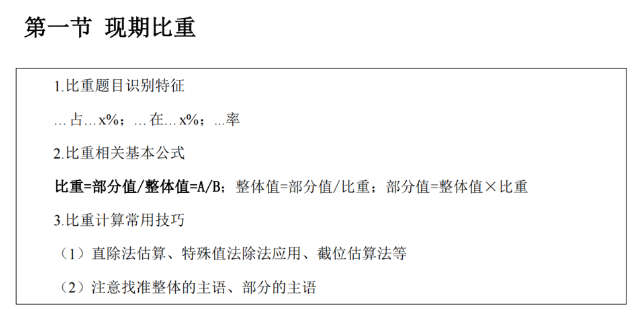 第一节 现期比重
1.比重题目识别特征
…占…x%；…在…x%；…率
2.比重相关基本公式
比重=部分值/整体值=A/B；整体值=部分值/比重；部分值=整体值×比重
3.比重计算常用技巧
（1）直除法估算、特殊值法除法应用、截位估算法等
（2）注意找准整体的主语、部分的主语